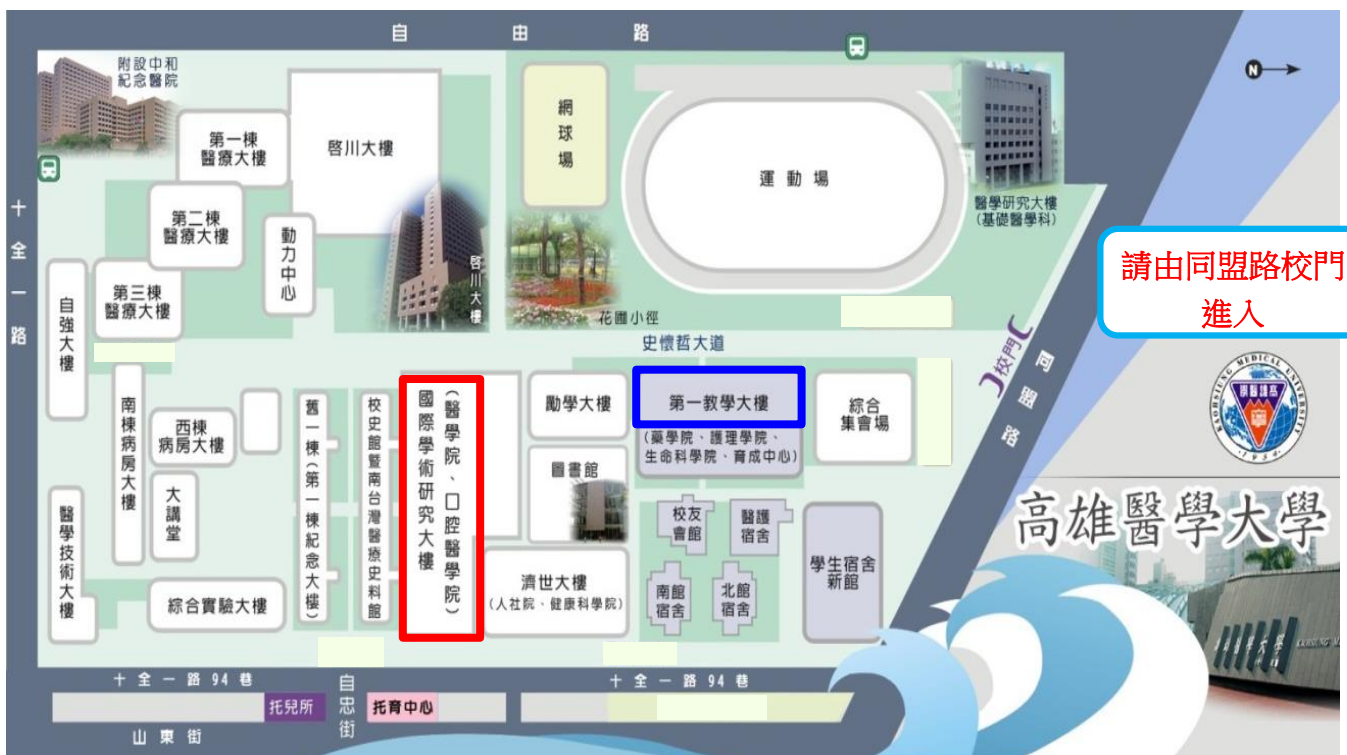 自由路
附設中和
紀念醫院
第一棟
醫療大樓
啓川大樓
網球場
運動場
醫學研究大樓
(基礎醫學科)
N
十全一路
第二棟
醫療大樓
動力中心
啓川大樓
第三棟
醫療大樓
自強大樓
花圃小徑
史懷哲大道
校門
同盟路
請由同盟路校門
進入
南棟病房大樓
西棟
病房大樓
大講堂
舊一棟(第一棟紀念大樓)
校史館暨南台灣醫療史料館
(醫學院、口腔醫學院)
國際學術研究大樓
勵學大樓
第一教學大樓
(藥學院、護理學院、
生命科學院、育成中心)
綜合
集會場
圖書館
校友
會館
醫護
宿舍
南館
宿舍
北館
宿舍
學生宿舍
新館
醫學技術大樓
綜合實驗大樓
濟世大樓
(人社院、健康科學院)
KAOHSIUNG MEDICAL UNIVERSITY
1954
高雄醫學大學
十全一路94巷
自忠街
十全一路94巷
托兒所
托育中心
山東街